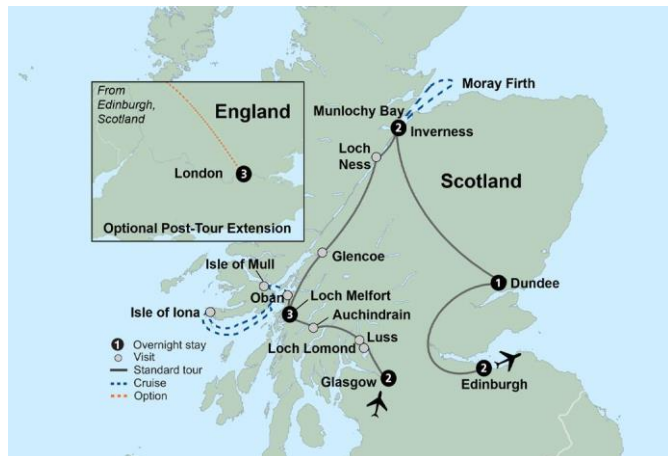 From
Edinburgh,
Scotland
England
London
3
Optional Post-Tour Extension
Moray Firth
Munlochy Bay
2
Inverness
Loch
Ness
Scotland
Glencoe
Isle of Mull
Oban
Isle of Iona
Loch Melfort
3
1
Dundee
Auchindrain
Luss
Loch Lomond
Glasgow
2
2
Edinburgh
1 Overnight stay
Visit
Standard tour
Cruise
Option